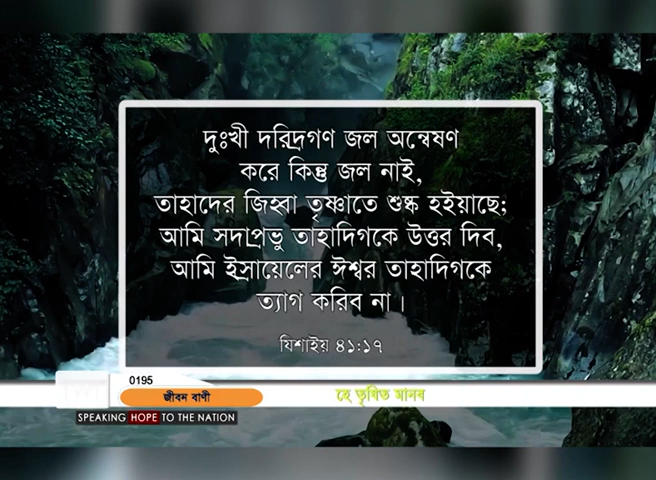 দুঃখী দরিদ্রগণ জল অন্বেষণ
করে কিন্তু জল নাই,
তাহাদের জিহ্বা তৃষ্ণাতে শুষ্ক হইয়াছে;
আমি সদাপ্রভু তাহাদিগকে উত্তর দিব,
আমি ইস্রায়েলের ঈশ্বর তাহাদিগকে
ত্যাগ করিব না।
যিশাইয় ৪১:১৭
0195
জীবন বাণী
হে তৃষিত মানব
SPEAKING HOPE TO THE NATION